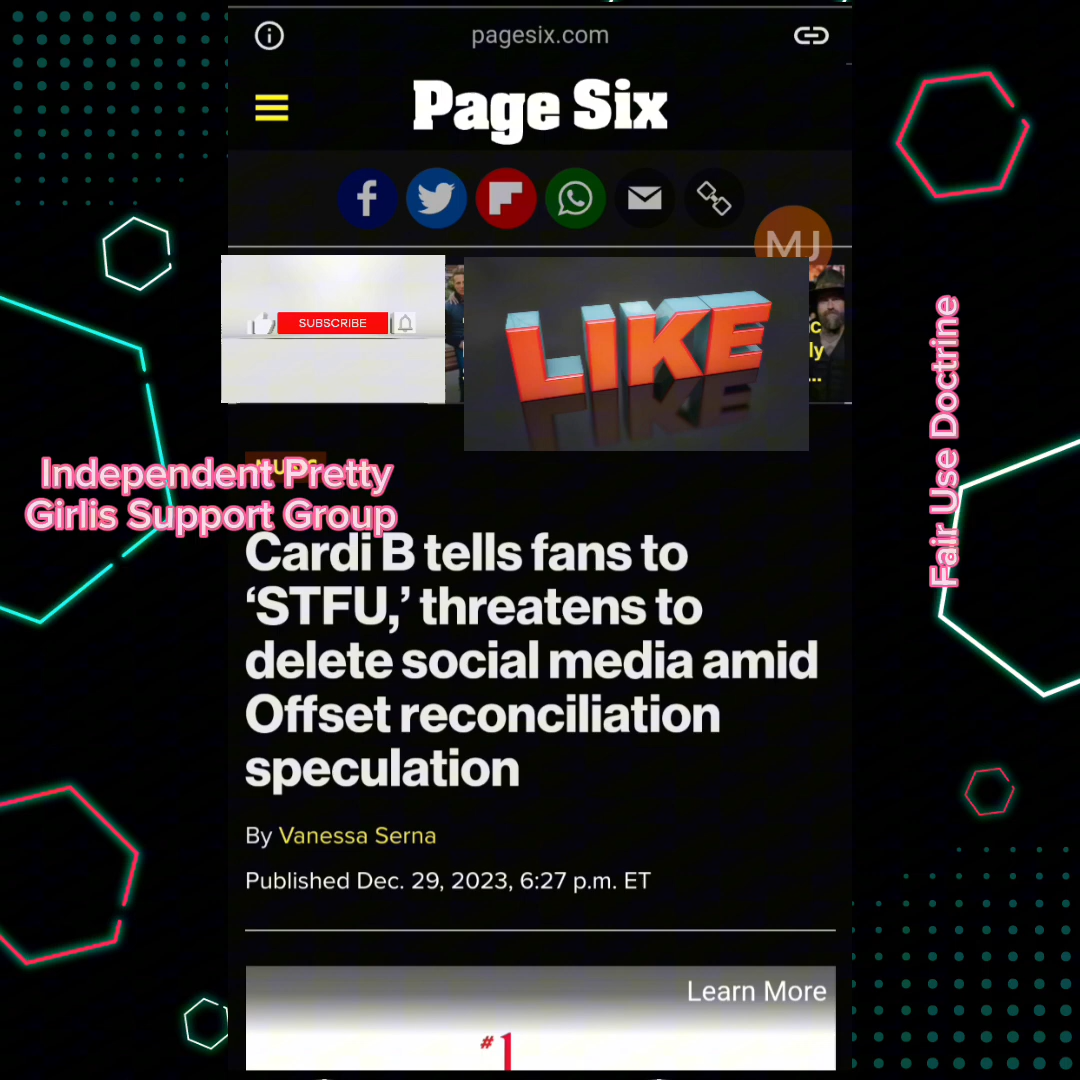 pagesix.com
Page Six
MJ
SUBSCRIBE
LIKE
c
ly
...
Independent Pretty
Girlis Support Group
Fair Use Doctrine
Cardi B tells fans to
‘STFU,’ threatens to
delete social media amid
Offset reconciliation
speculation
By Vanessa Serna
Published Dec. 29, 2023, 6:27 p.m. ET
Learn More
#1